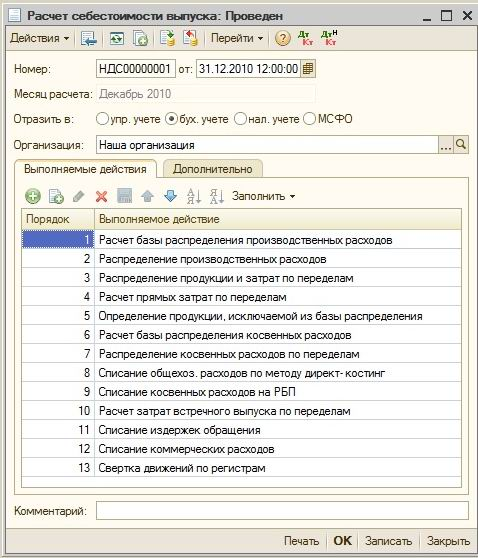 Расчет себестоимости выпуска: Проведен
Действия Перейти ? Дт Кт Дт Н Кт
Номер: НДС00000001 от: 31.12.2010 12:00:00
Месяц расчета: Декабрь 2010
Отразить в: упр. учете бух. учете нал. учете МСФО
Организация: Наша организация ...
Выполняемые действия Дополнительно
А Я Я А Заполнить
Порядок Выполняемое действие
1 Расчет базы распределения производственных расходов
2 Распределение производственных расходов
3 Распределение продукции и затрат по переделам
4 Расчет прямых затрат по переделам
5 Определение продукции, исключаемой из базы распределения
6 Расчет базы распределения косвенных расходов
7 Распределение косвенных расходов по переделам
8 Списание общехоз. расходов по методу директ- костинг
9 Списание косвенных расходов на РБП
10 Расчет затрат встречного выпуска по переделам
11 Списание издержек обращения
12 Списание коммерческих расходов
13 Свертка движений по регистрам
Комментарий:
Печать OK Записать Закрыть